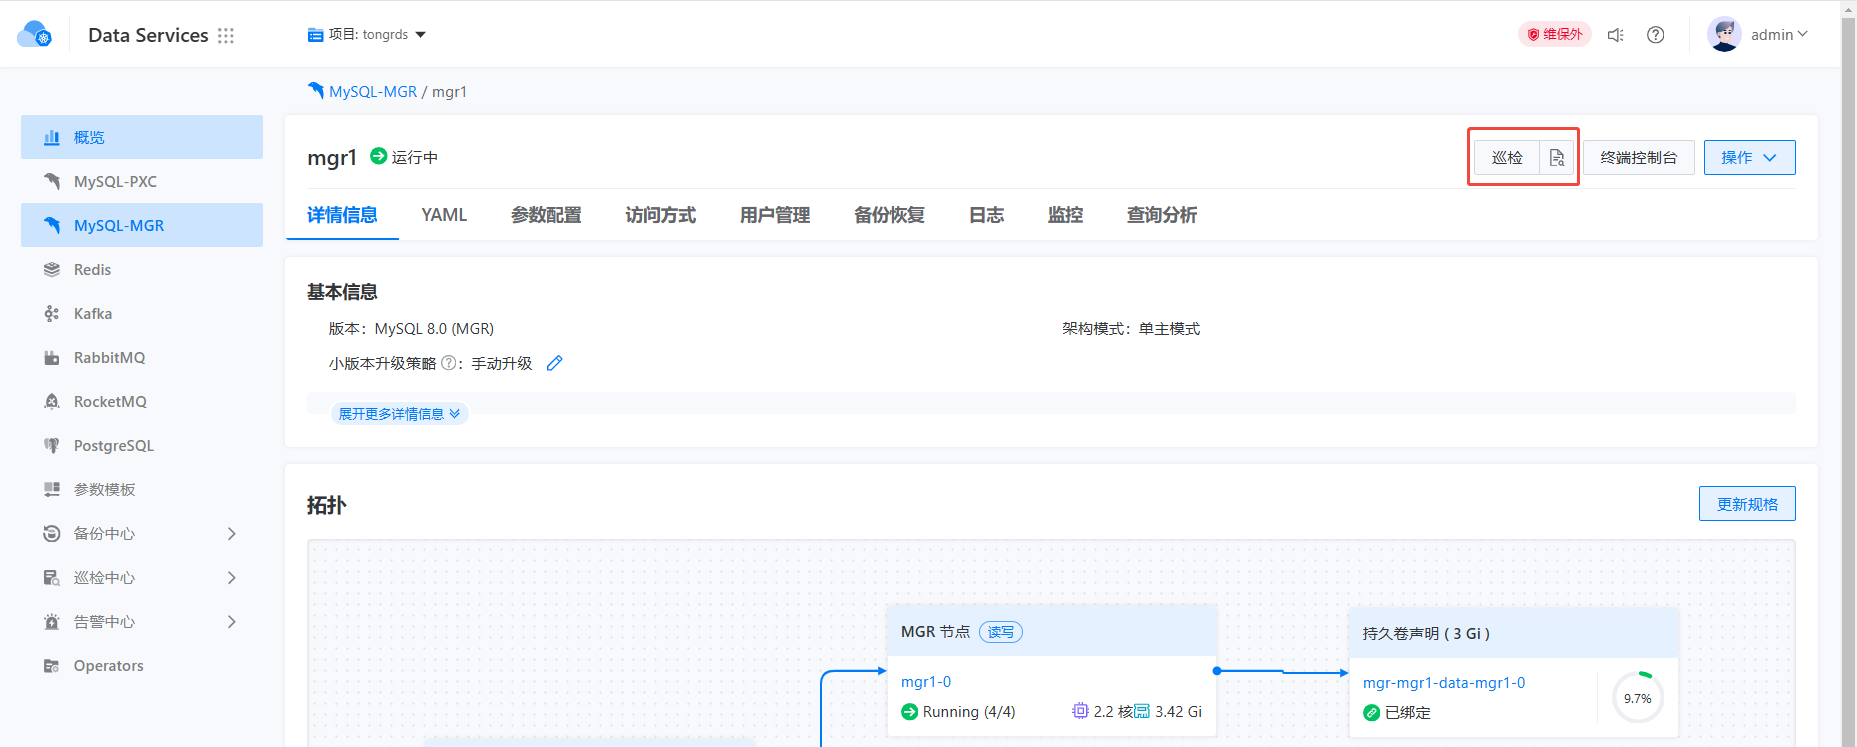 Data Services
项目: tongrds
维保外
admin
MySQL-MGR / mgr1
概览
MySQL-PXC
MySQL-MGR
Redis
Kafka
RabbitMQ
RocketMQ
PostgreSQL
参数模板
备份中心
巡检中心
告警中心
Operators
mgr1 运行中
巡检
终端控制台
操作
详情信息 YAML 参数配置 访问方式 用户管理 备份恢复 日志 监控 查询分析
基本信息
版本: MySQL 8.0 (MGR)
架构模式: 单主模式
小版本升级策略 : 手动升级
展开更多详情信息
拓扑
更新规格
MGR 节点 读写
mgr1-0
Running (4/4) 2.2 核 3.42 Gi
持久卷声明 ( 3 Gi )
mgr-mgr1-data-mgr1-0
已绑定
9.7%